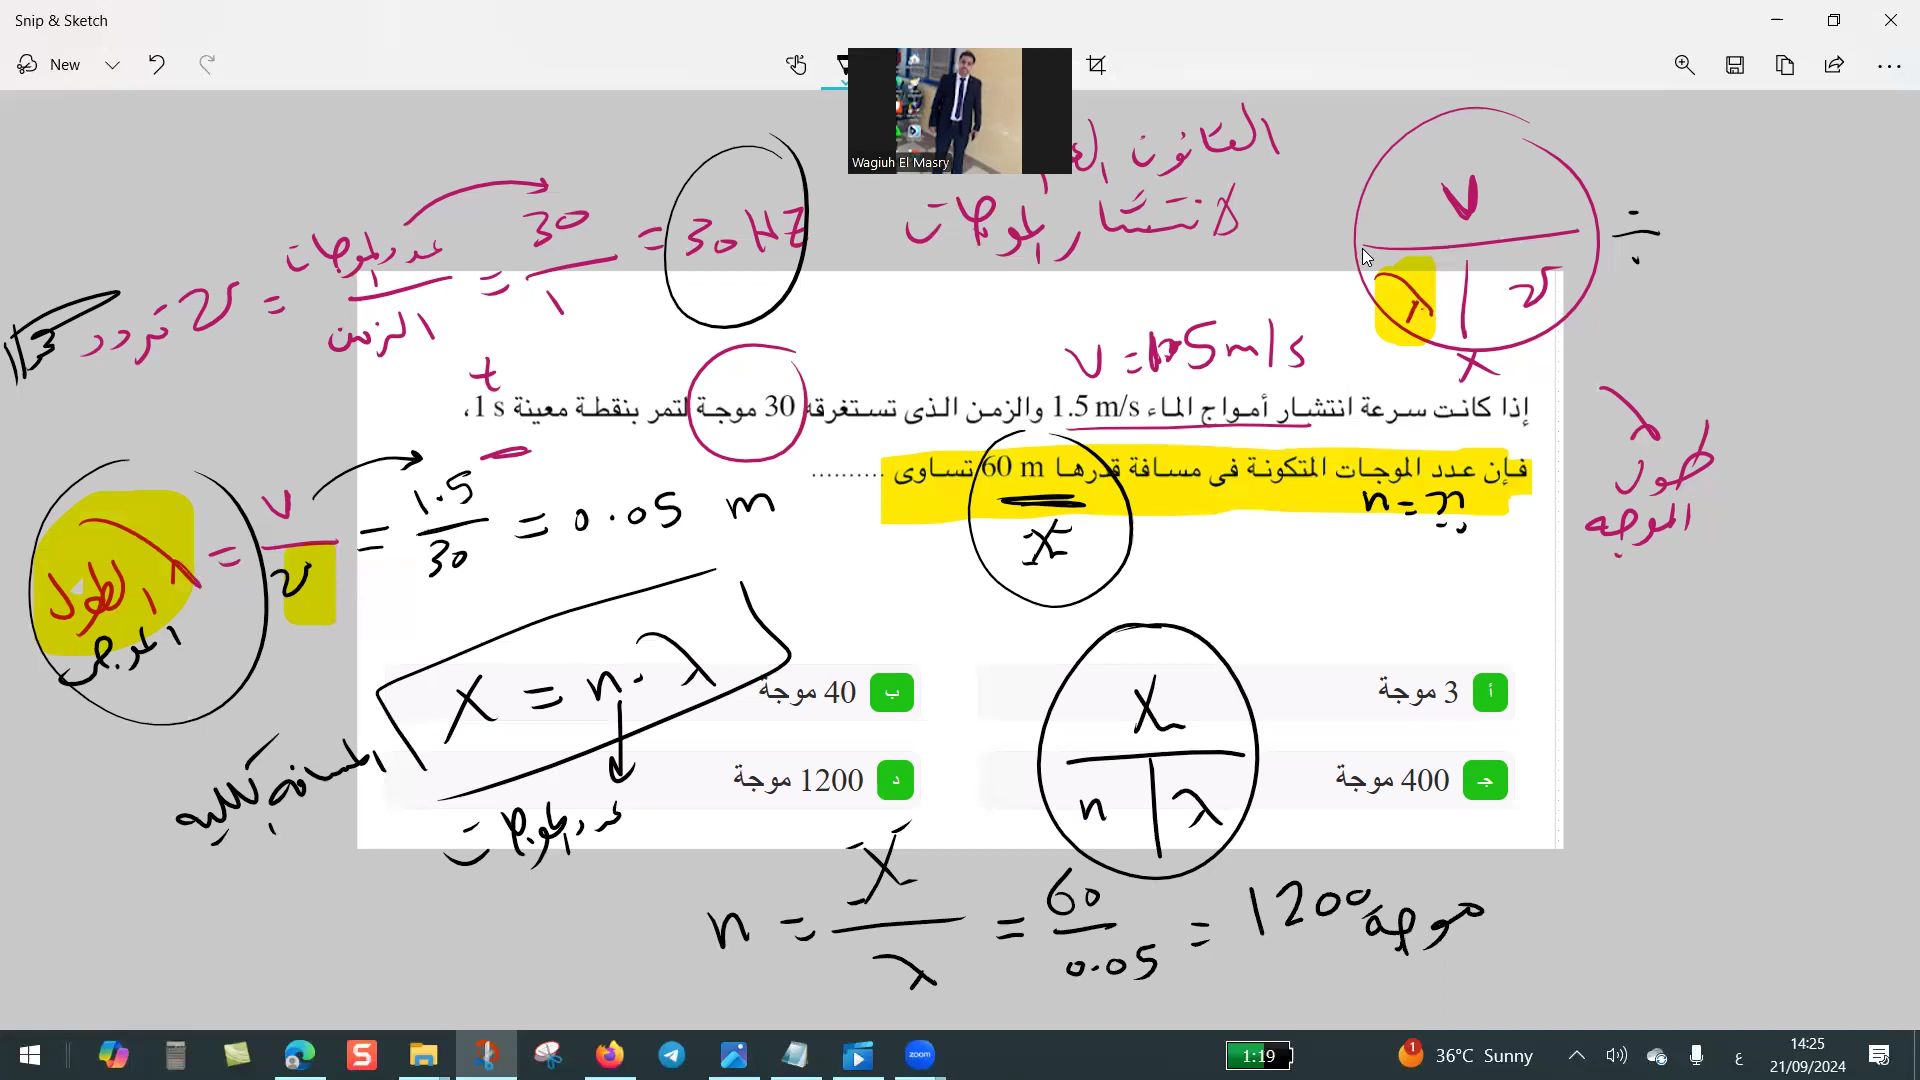 Snip & Sketch
New
Wagiuh El Masry
القانون
لانتشار الموجات
V
λ ν
÷
x
تردد ν = عدد الموجات / الزمن = 30 / 1 = 30 HZ
t
V = 1.5 m/s
إذا كانت سرعة انتشار أمواج الماء 1.5 m/s والزمن الذى تستغرقه 30 موجة لتمر بنقطة معينة 1 s،
فإن عدد الموجات المتكونة فى مسافة قدرها 60 m تساوى ..........
طول
الموجه
x
λ = V / ν = 1.5 / 30 = 0.05 m
الطول
الموجى
أ 3 موجة
ب 40 موجة
جـ 400 موجة
د 1200 موجة
X = n . λ
المسافة الكلية
عدد الموجات
X
n λ
n = X / λ = 60 / 0.05 = 1200 موجة
zoom
1:19
1
36°C Sunny
ع
14:25
21/09/2024